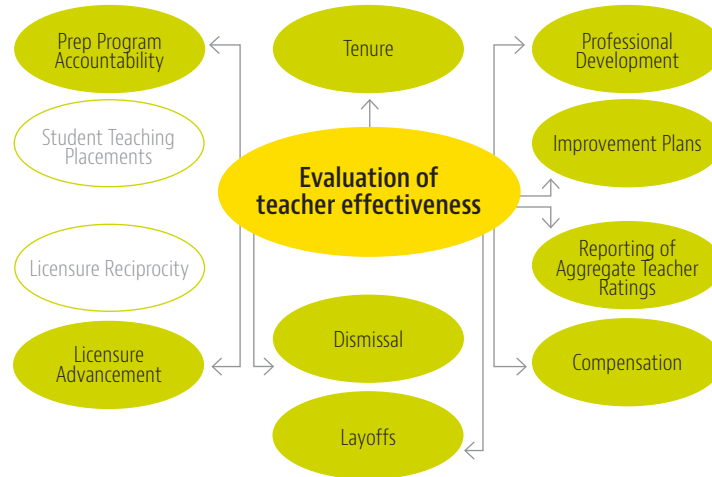 Prep Program
Accountability
Tenure
Professional
Development
Student Teaching
Placements
Improvement Plans
Evaluation of
teacher effectiveness
Licensure Reciprocity
Reporting of
Aggregate Teacher
Ratings
Licensure
Advancement
Dismissal
Compensation
Layoffs